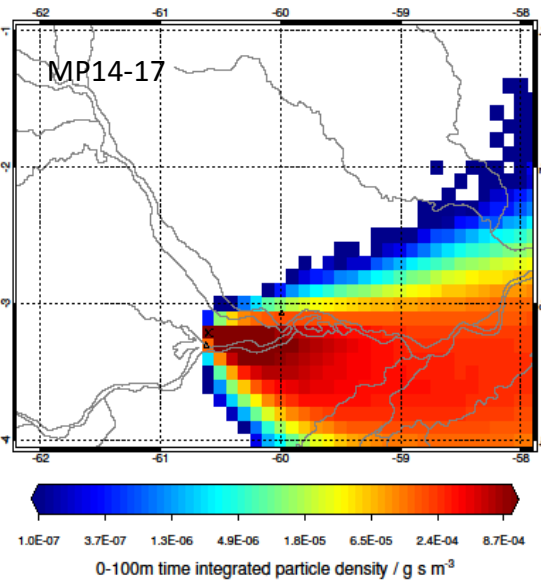 -62 -61 -60 -59 -58
MP14-17
-1
-2
-3
4
-62 -61 -60 -59 -58
1.0E-07 3.7E-07 1.3E-06 4.9E-06 1.8E-05 6.5E-05 2.4E-04 8.7E-04
0-100m time integrated particle density / g s m⁻³